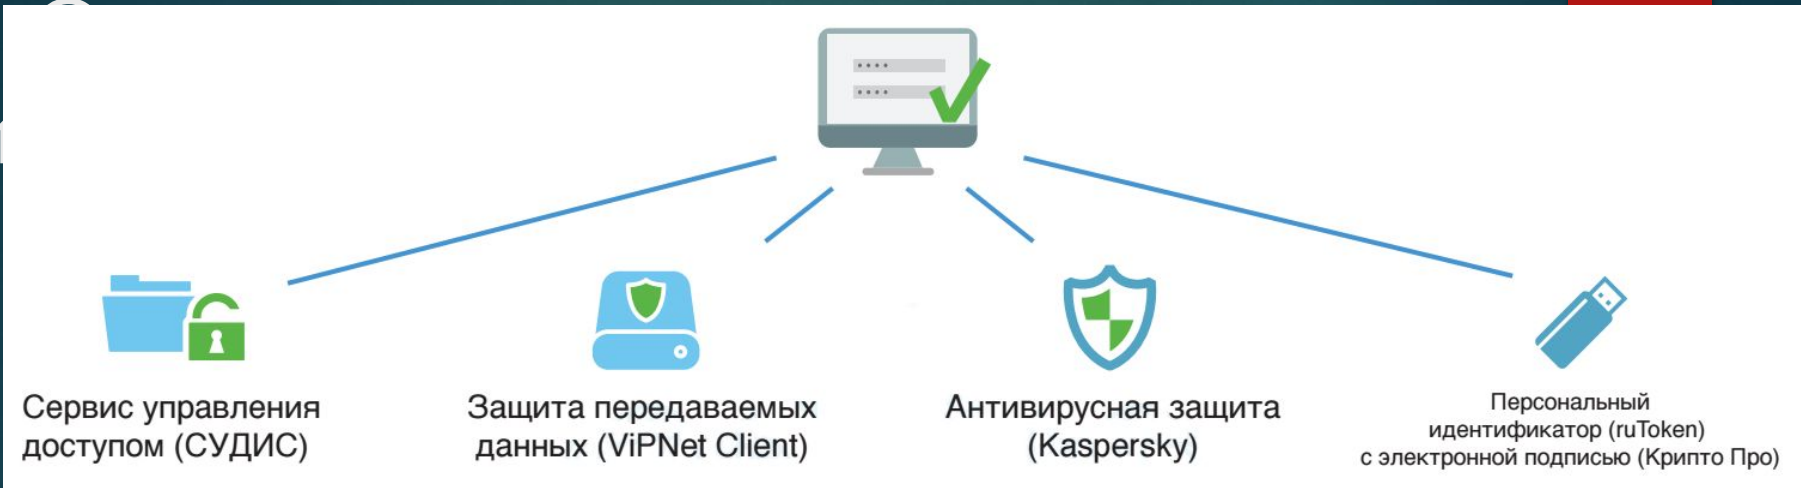 Сервис управления
доступом (СУДИС)
Защита передаваемых
данных (ViPNet Client)
Антивирусная защита
(Kaspersky)
Персональный
идентификатор (ruToken)
с электронной подписью (Крипто Про)